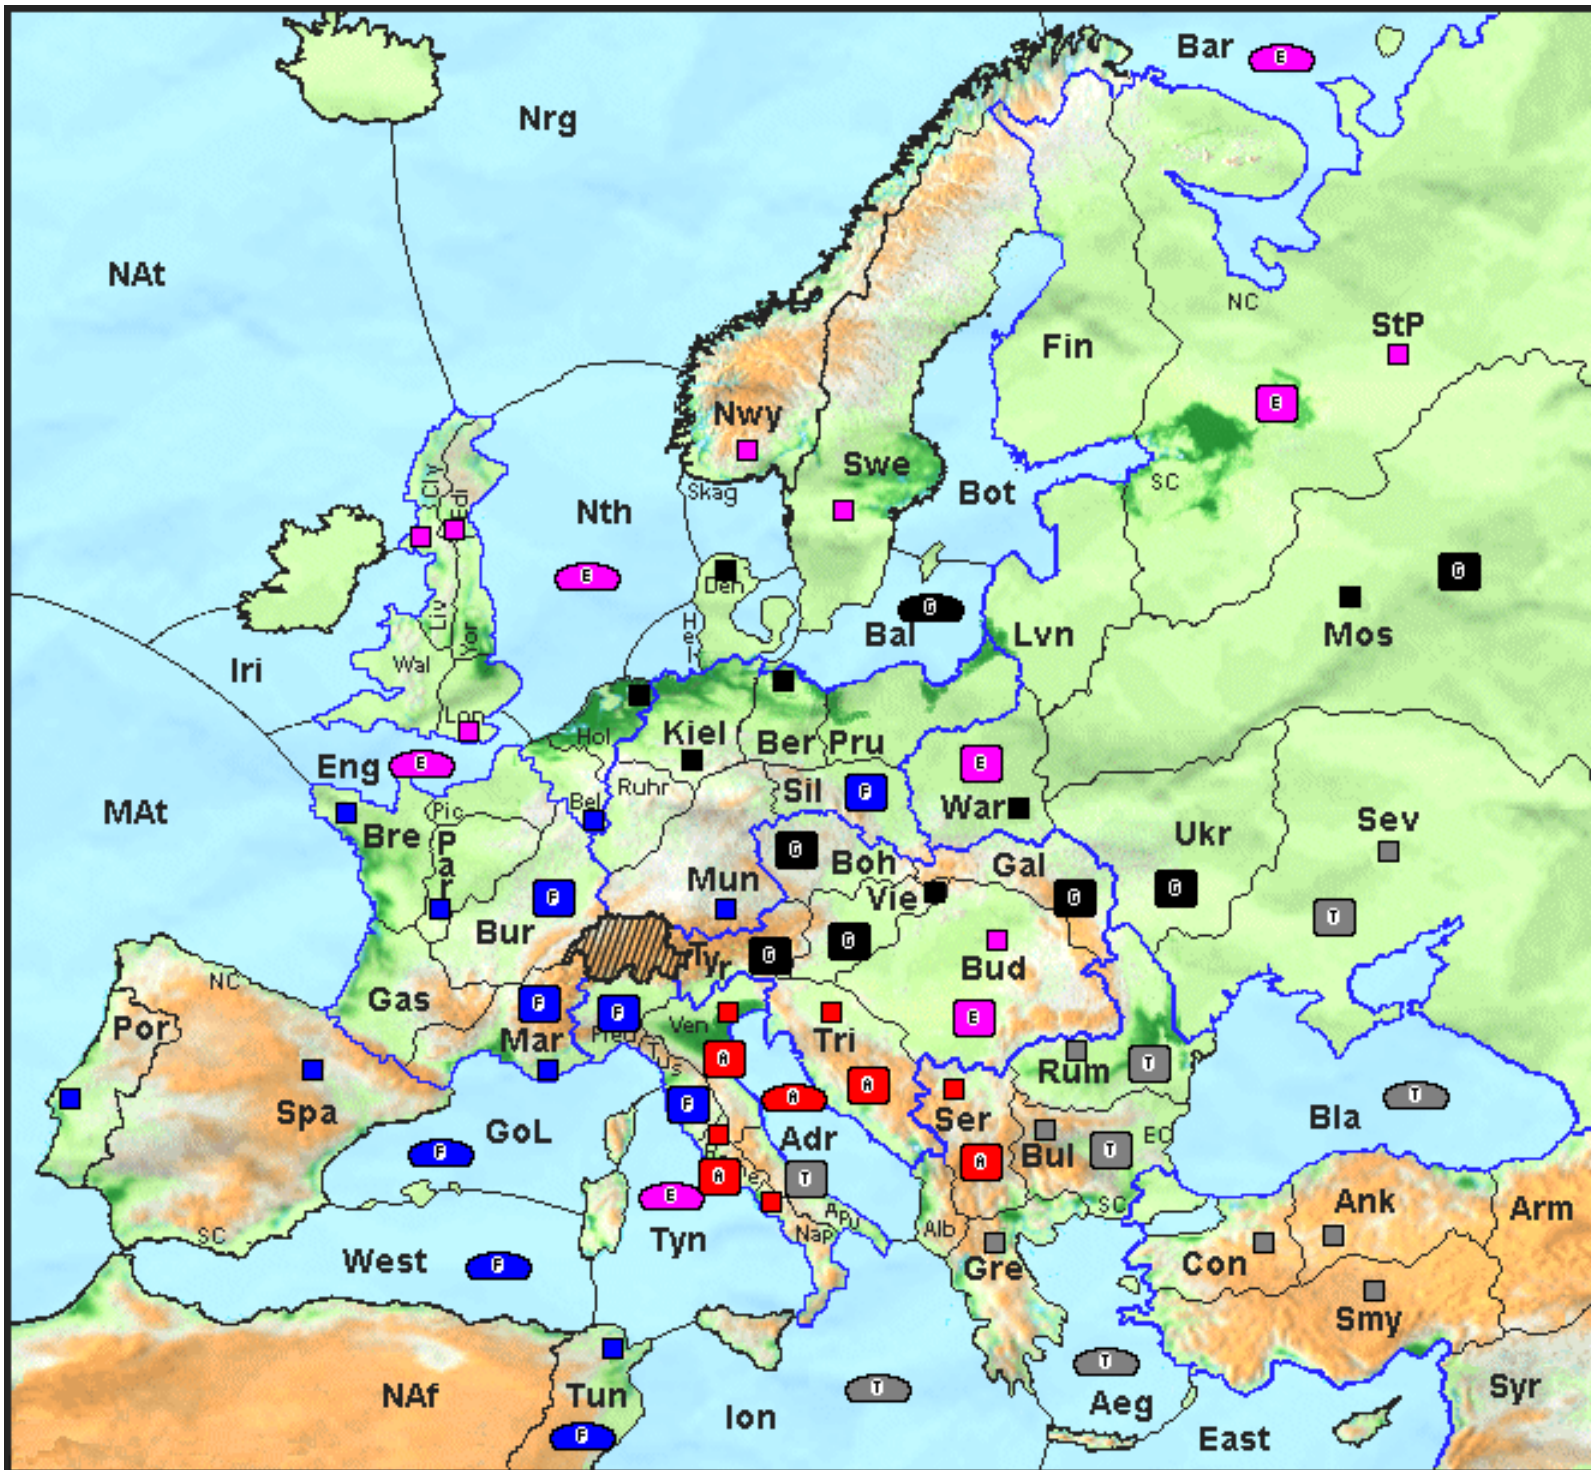 Bar
E
Nrg
NAt
NC
StP
Fin
E
Nwy
Swe
Skag
SC
Bot
Nth
Cly
Edi
E
Den
G
G
Hel
Bal
Lvn
Mos
Liv
Yor
Wal
Iri
Lon
Hol
Kiel
Ber
Pru
Eng
E
E
Ruhr
Sil
F
War
MAt
Pic
Bel
Bre
Par
Boh
G
Gal
Ukr
Sev
Mun
Vie
F
G
G
T
Bur
G
G
Tyr
Bud
NC
Gas
F
F
E
Por
Mar
Pied
Ven
Tri
Tus
A
Rum
T
F
A
A
T
Spa
GoL
Ser
Bla
F
Adr
Bul
EC
T
A
A
T
E
Ank
Arm
SC
Apu
SC
West
Tyn
Nap
Alb
Con
F
Gre
Smy
T
NAf
Tun
T
Syr
Ion
Aeg
F
East